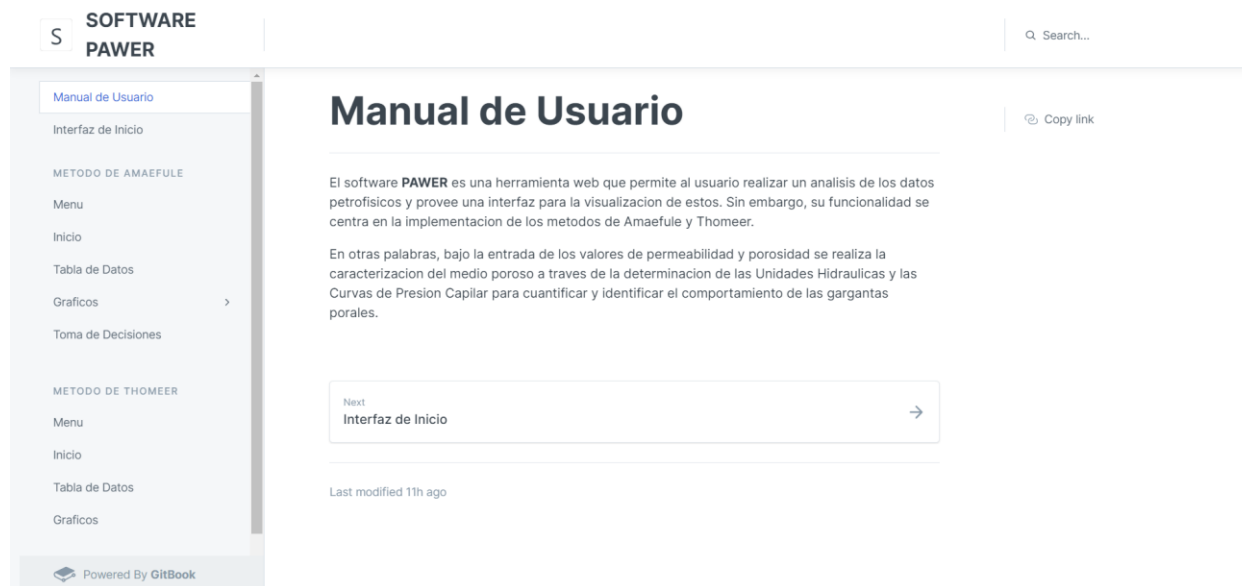 S
SOFTWARE
PAWER
Search...
Manual de Usuario
Interfaz de Inicio
METODO DE AMAEFULE
Menu
Inicio
Tabla de Datos
Graficos
Toma de Decisiones
METODO DE THOMEER
Menu
Inicio
Tabla de Datos
Graficos
Powered By GitBook
Manual de Usuario
Copy link
El software PAWER es una herramienta web que permite al usuario realizar un analisis de los datos
petrofisicos y provee una interfaz para la visualizacion de estos. Sin embargo, su funcionalidad se
centra en la implementacion de los metodos de Amaefule y Thomeer.
En otras palabras, bajo la entrada de los valores de permeabilidad y porosidad se realiza la
caracterizacion del medio poroso a traves de la determinacion de las Unidades Hidraulicas y las
Curvas de Presion Capilar para cuantificar y identificar el comportamiento de las gargantas
porales.
Next
Interfaz de Inicio
Last modified 11h ago